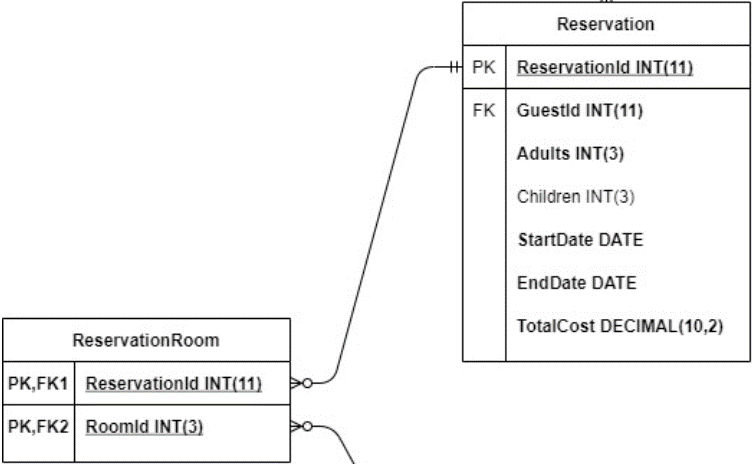 Reservation
PK ReservationId INT(11)
FK GuestId INT(11)
Adults INT(3)
Children INT(3)
StartDate DATE
EndDate DATE
TotalCost DECIMAL(10,2)
ReservationRoom
PK,FK1 ReservationId INT(11)
PK,FK2 RoomId INT(3)